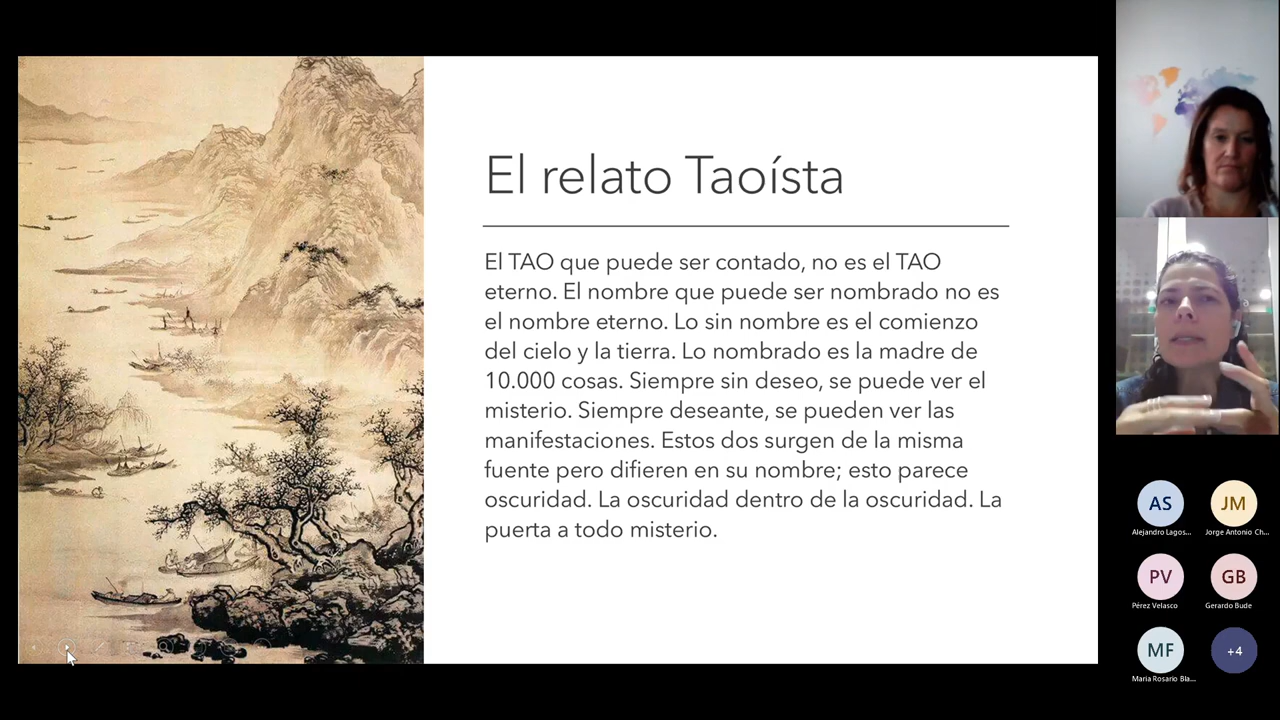 El relato Taoísta
El TAO que puede ser contado, no es el TAO
eterno. El nombre que puede ser nombrado no es
el nombre eterno. Lo sin nombre es el comienzo
del cielo y la tierra. Lo nombrado es la madre de
10.000 cosas. Siempre sin deseo, se puede ver el
misterio. Siempre deseante, se pueden ver las
manifestaciones. Estos dos surgen de la misma
fuente pero difieren en su nombre; esto parece
oscuridad. La oscuridad dentro de la oscuridad. La
puerta a todo misterio.
AS
Alejandro Lagos...
JM
Jorge Antonio Ch...
PV
Pérez Velasco
GB
Gerardo Bude
MF
Maria Rosario Bla...
+4